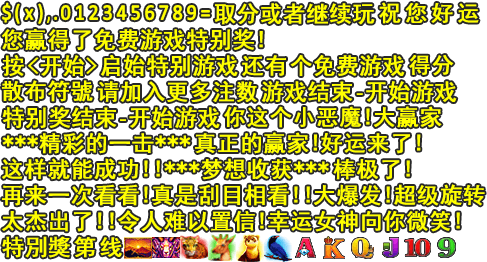 $(x),.0123456789=取分或者继续玩祝您好运
您赢得了免费游戏特别奖!
按<开始>启始特别游戏还有个免费游戏得分
散布符號请加入更多注数游戏结束-开始游戏
特别奖结束-开始游戏你这个小恶魔!大赢家
***精彩的一击***真正的赢家!好运来了!
这样就能成功!!***梦想收获***棒极了!
再来一次看看!真是刮目相看!!大爆发!超级旋转
太杰出了!!令人难以置信!幸运女神向你微笑!
特別獎第线 A K Q J 10 9